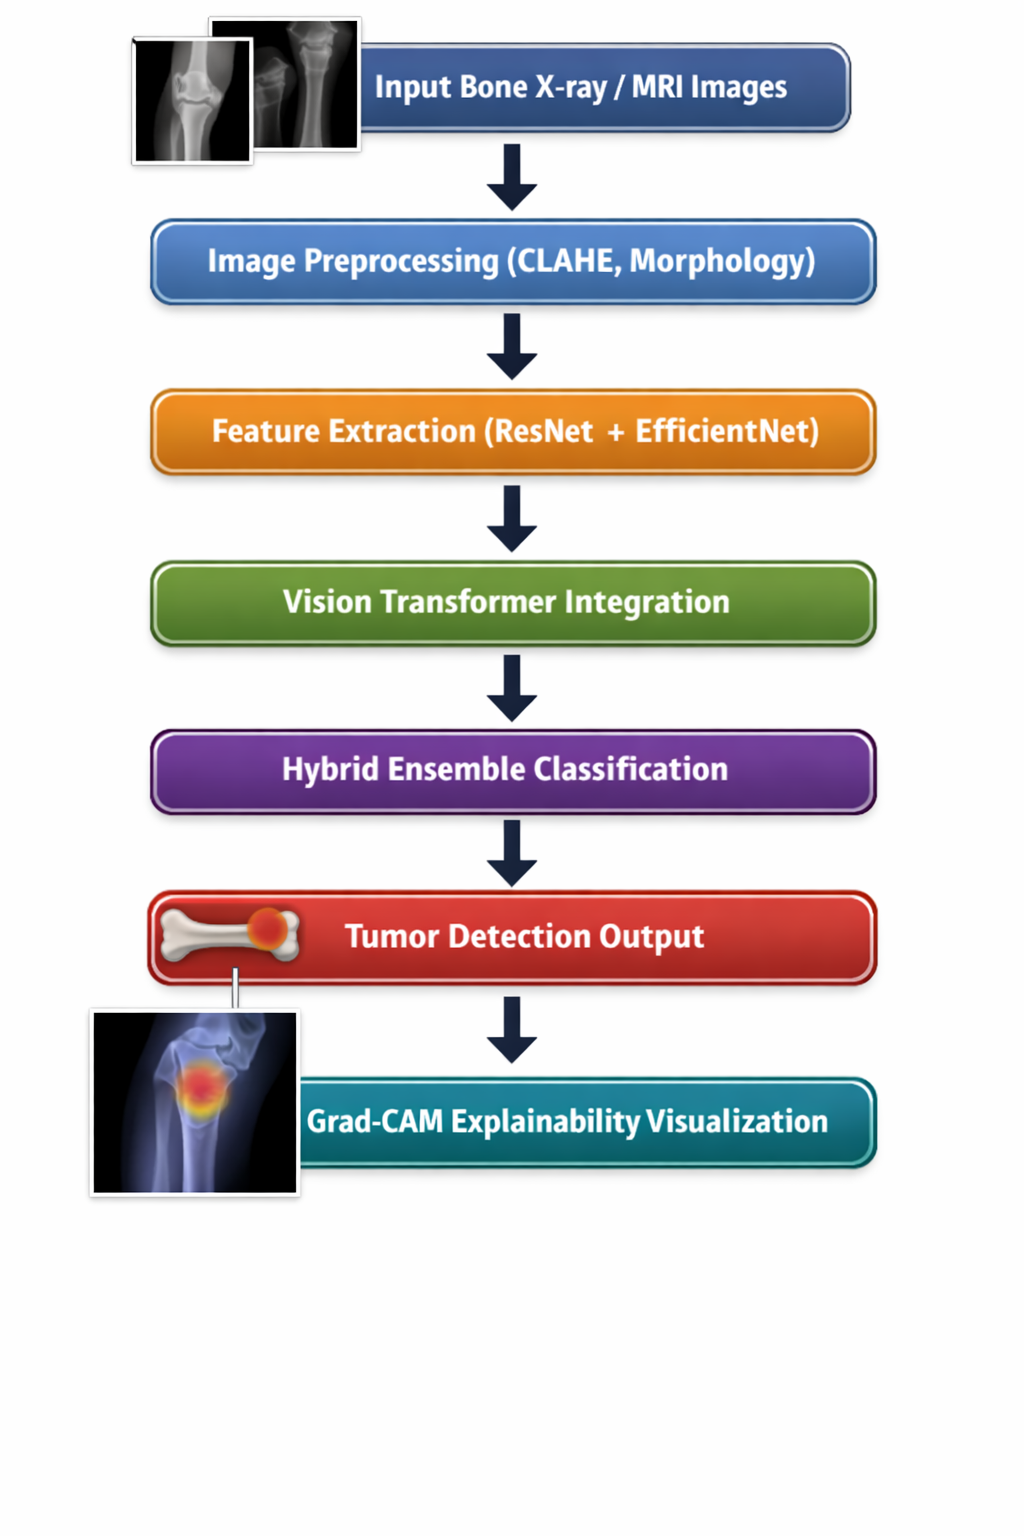 Input Bone X-ray / MRI Images
Image Preprocessing (CLAHE, Morphology)
Feature Extraction (ResNet + EfficientNet)
Vision Transformer Integration
Hybrid Ensemble Classification
Tumor Detection Output
Grad-CAM Explainability Visualization